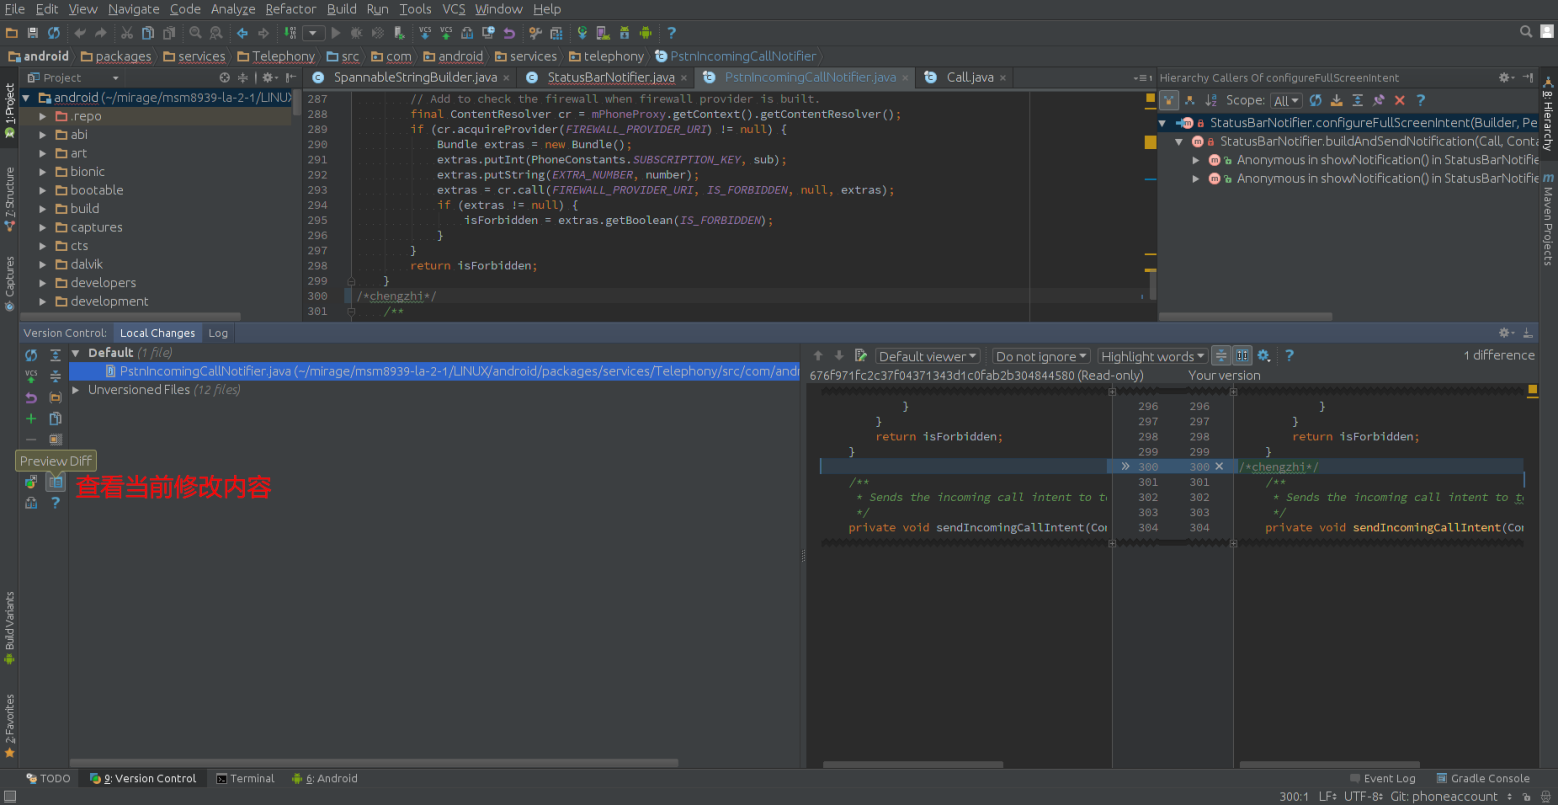 File Edit View Navigate Code Analyze Refactor Build Run Tools VCS Window Help
android packages services Telephony src com android services telephony PstnIncomingCallNotifier
Project
SpannableStringBuilder.java × StatusBarNotifier.java × PstnIncomingCallNotifier.java × Call.java ×
Hierarchy Callers Of configureFullScreenIntent
1: Project
Z: Structure
Captures
Build Variants
2: Favorites
android (~/mirage/msm8939-la-2-1/LINUX
.repo
abi
art
bionic
bootable
build
captures
cts
dalvik
developers
development
287 // Add to check the firewall when firewall provider is built.
288 final ContentResolver cr = mPhoneProxy.getContext().getContentResolver();
289 if (cr.acquireProvider(FIREWALL_PROVIDER_URI) != null) {
290 Bundle extras = new Bundle();
291 extras.putInt(PhoneConstants.SUBSCRIPTION_KEY, sub);
292 extras.putString(EXTRA_NUMBER, number);
293 extras = cr.call(FIREWALL_PROVIDER_URI, IS_FORBIDDEN, null, extras);
294 if (extras != null) {
295 isForbidden = extras.getBoolean(IS_FORBIDDEN);
296 }
297 }
298 return isForbidden;
299 }
300 /*chengzhi*/
301 /**
Scope: All
StatusBarNotifier.configureFullScreenIntent(Builder, Pe
StatusBarNotifier.buildAndSendNotification(Call, Conta
Anonymous in showNotification() in StatusBarNotifie
Anonymous in showNotification() in StatusBarNotifie
8: Hierarchy
Maven Projects
Version Control: Local Changes Log
Default (1 file)
PstnIncomingCallNotifier.java (~/mirage/msm8939-la-2-1/LINUX/android/packages/services/Telephony/src/com/andr
Unversioned Files (12 files)
Preview Diff
查看当前修改内容
Default viewer Do not ignore Highlight words ? 1 difference
676f971fc2c37f04371343d1c0fab2b304844580 (Read-only) Your version
} 296 296 }
} 297 297 }
return isForbidden; 298 298 return isForbidden;
} 299 299 }
» 300 300 × /*chengzhi*/
/** 301 301 /**
* Sends the incoming call intent to te 302 302 * Sends the incoming call intent to te
*/ 303 303 */
private void sendIncomingCallIntent(Cor 304 304 private void sendIncomingCallIntent(Cor
TODO 9: Version Control Terminal 6: Android Event Log Gradle Console
300:1 LF UTF-8 Git: phoneaccount